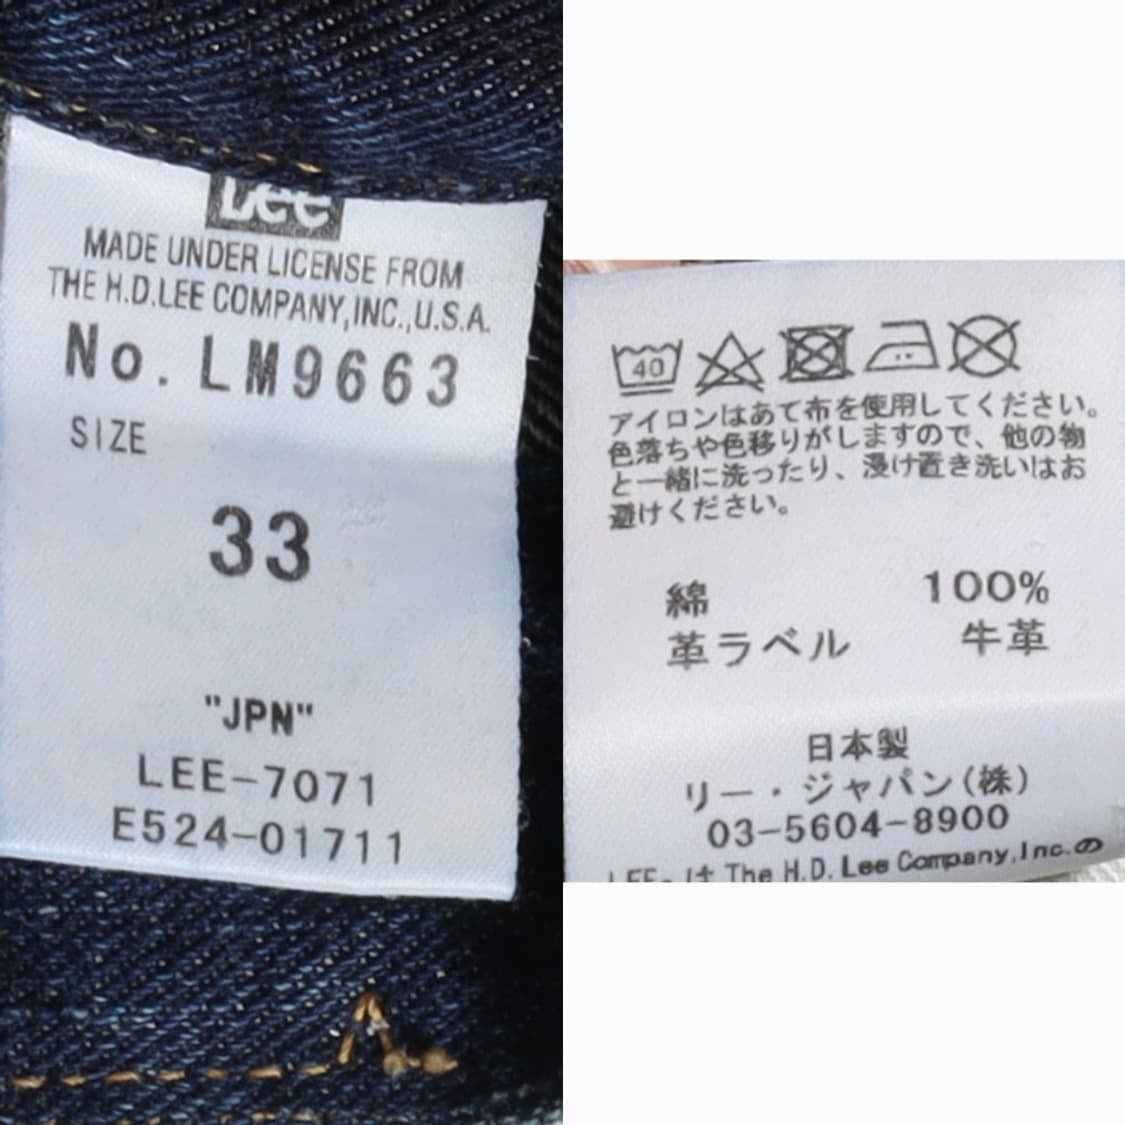 Lee
MADE UNDER LICENSE FROM
THE H.D.LEE COMPANY,INC.,U.S.A.
No. LM9663
SIZE
33
"JPN"
LEE-7071
E524-01711
40
アイロンはあて布を使用してください。
色落ちや色移りがしますので、他の物
と一緒に洗ったり、浸け置き洗いはお
避けください。
綿 100%
革ラベル 牛革
日本製
リー・ジャパン(株)
03-5604-8900
LEE は The H.D. Lee Company,Inc.の